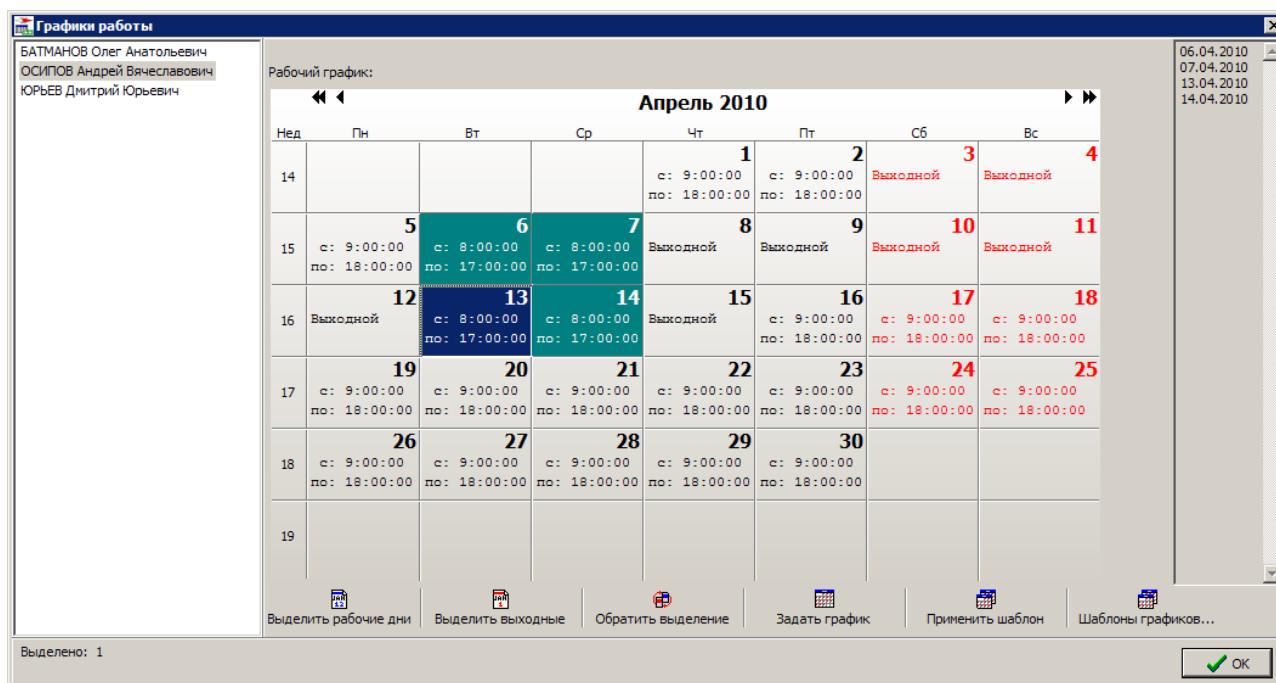 Графики работы
БАТМАНОВ Олег Анатольевич
ОСИПОВ Андрей Вячеславович
ЮРЬЕВ Дмитрий Юрьевич
Рабочий график:
Апрель 2010
Нед Пн Вт Ср Чт Пт Сб Вс
1 2 3 4
14 с: 9:00:00 с: 9:00:00 Выходной Выходной
по: 18:00:00 по: 18:00:00
5 6 7 8 9 10 11
15 с: 9:00:00 с: 8:00:00 с: 8:00:00 Выходной Выходной Выходной Выходной
по: 18:00:00 по: 17:00:00 по: 17:00:00
12 13 14 15 16 17 18
16 Выходной с: 8:00:00 с: 8:00:00 Выходной с: 9:00:00 с: 9:00:00 с: 9:00:00
по: 17:00:00 по: 17:00:00 по: 18:00:00 по: 18:00:00 по: 18:00:00
19 20 21 22 23 24 25
17 с: 9:00:00 с: 9:00:00 с: 9:00:00 с: 9:00:00 с: 9:00:00 с: 9:00:00 с: 9:00:00
по: 18:00:00 по: 18:00:00 по: 18:00:00 по: 18:00:00 по: 18:00:00 по: 18:00:00 по: 18:00:00
26 27 28 29 30
18 с: 9:00:00 с: 9:00:00 с: 9:00:00 с: 9:00:00 с: 9:00:00
по: 18:00:00 по: 18:00:00 по: 18:00:00 по: 18:00:00 по: 18:00:00
19
06.04.2010
07.04.2010
13.04.2010
14.04.2010
Выделить рабочие дни Выделить выходные Обратить выделение Задать график Применить шаблон Шаблоны графиков...
Выделено: 1
ОК